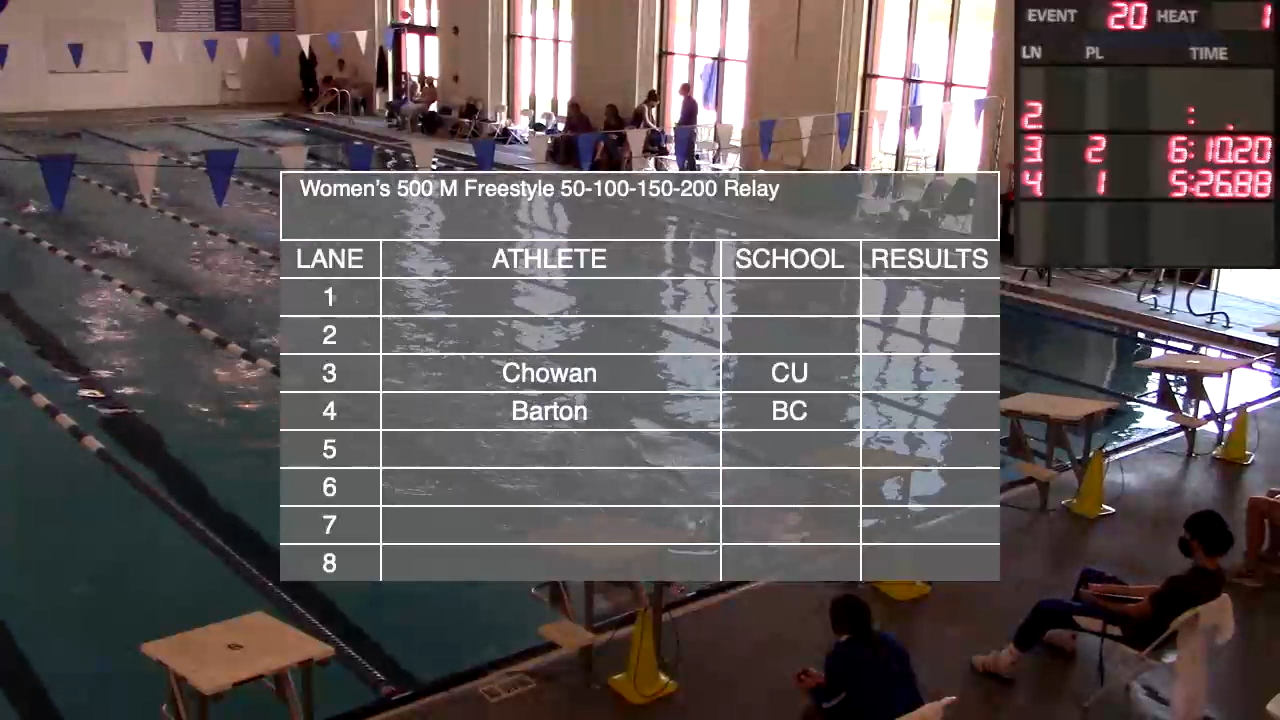 EVENT 20 HEAT 1
LN PL TIME
2 : .
3 2 6:10.20
4 1 5:26.88
Women's 500 M Freestyle 50-100-150-200 Relay
LANE ATHLETE SCHOOL RESULTS
1
2
3 Chowan CU
4 Barton BC
5
6
7
8